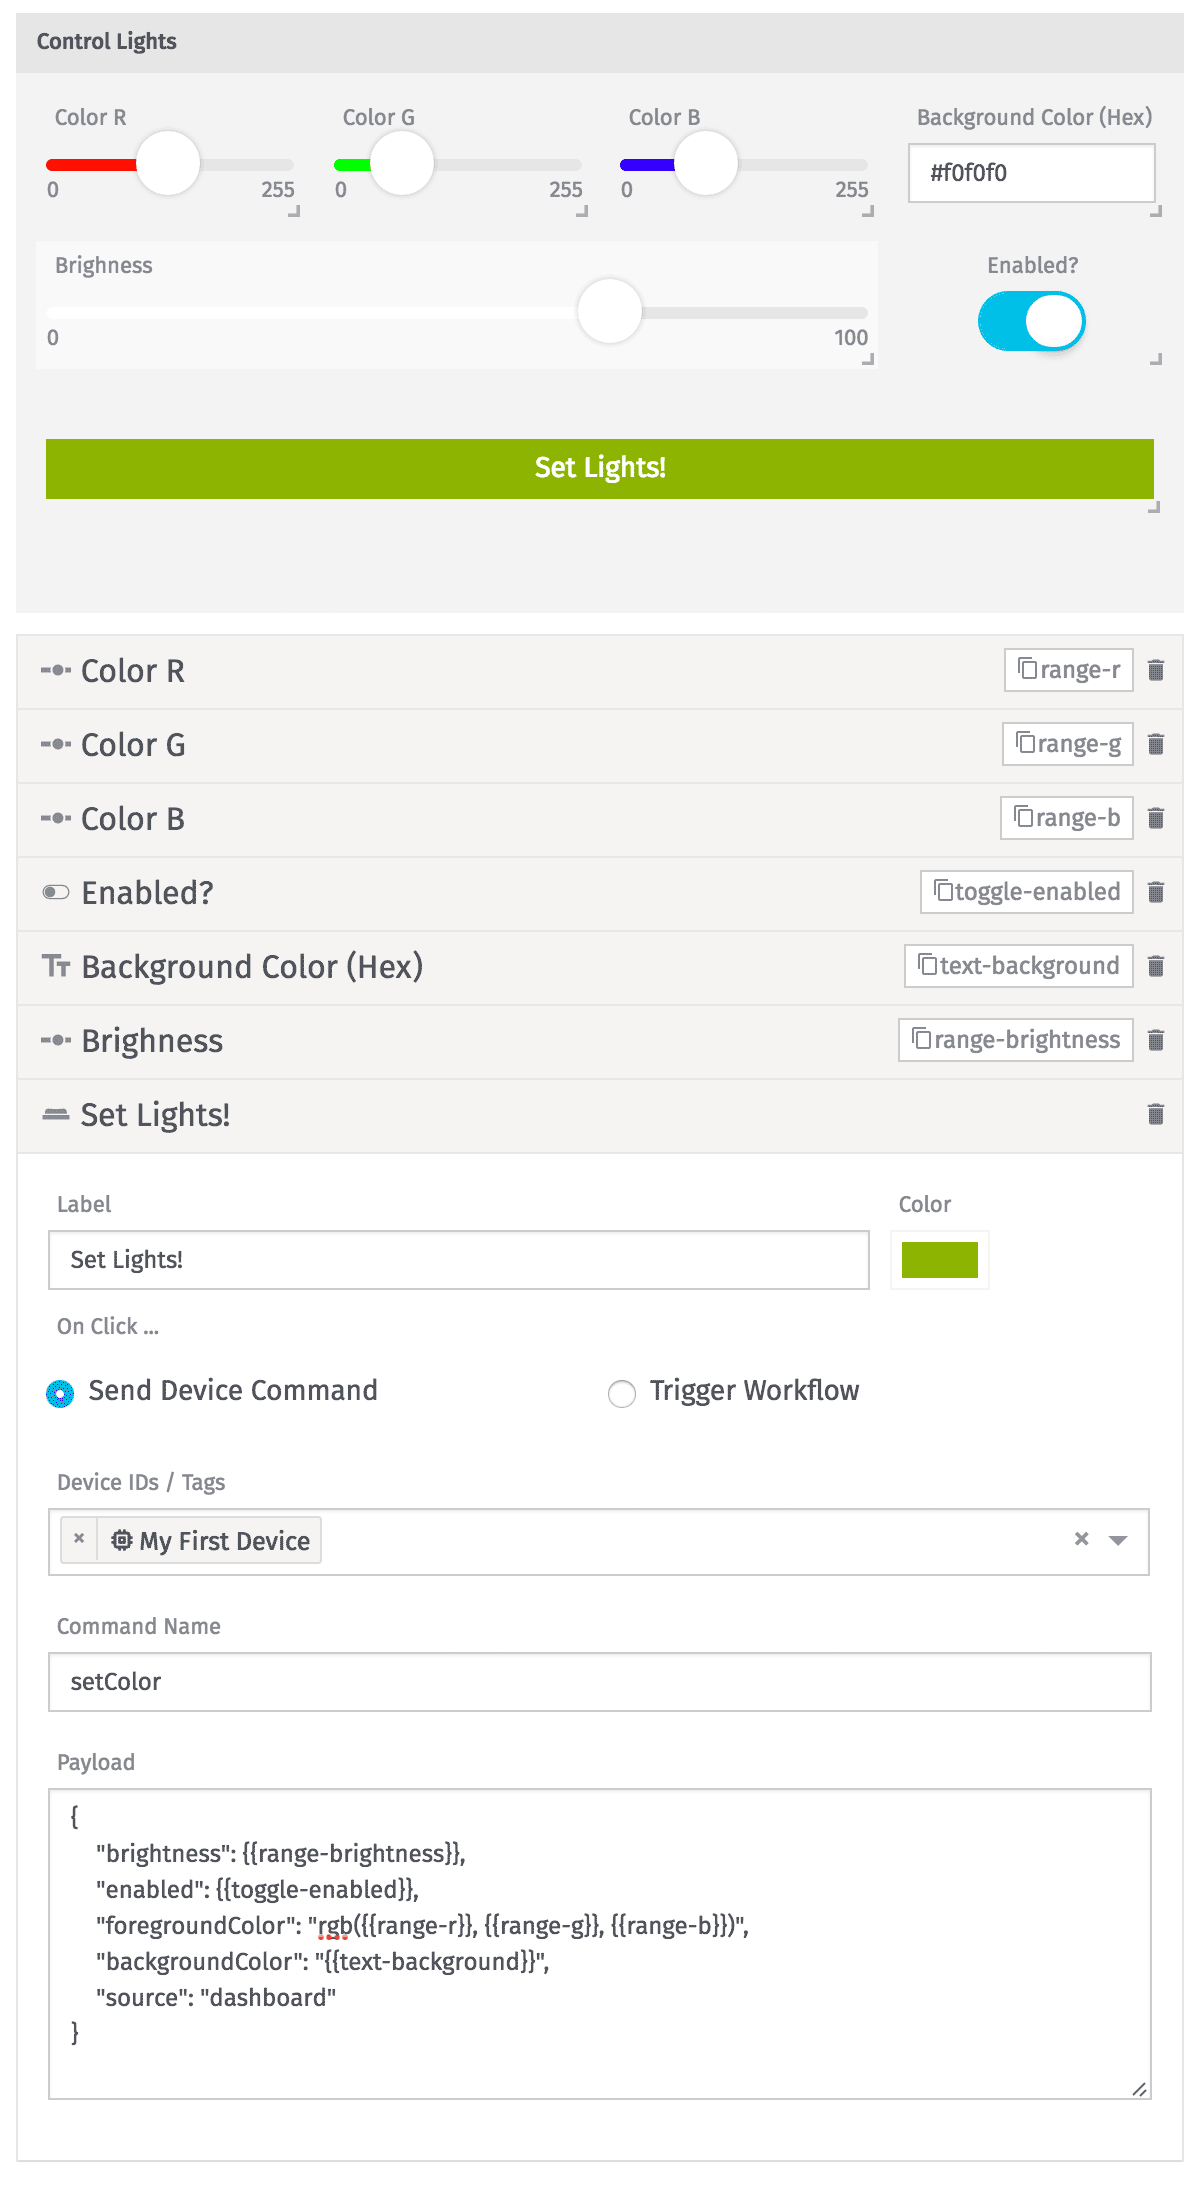 Control Lights
Color R
Color G
Color B
Background Color (Hex)
#f0f0f0
0 255
0 255
0 255
Brighness
Enabled?
0 100
Set Lights!
Color R range-r
Color G range-g
Color B range-b
Enabled? toggle-enabled
Background Color (Hex) text-background
Brighness range-brightness
Set Lights!
Label
Color
Set Lights!
On Click ...
Send Device Command
Trigger Workflow
Device IDs / Tags
× My First Device ×
Command Name
setColor
Payload
{
"brightness": {{range-brightness}},
"enabled": {{toggle-enabled}},
"foregroundColor": "rgb({{range-r}}, {{range-g}}, {{range-b}})",
"backgroundColor": "{{text-background}}",
"source": "dashboard"
}